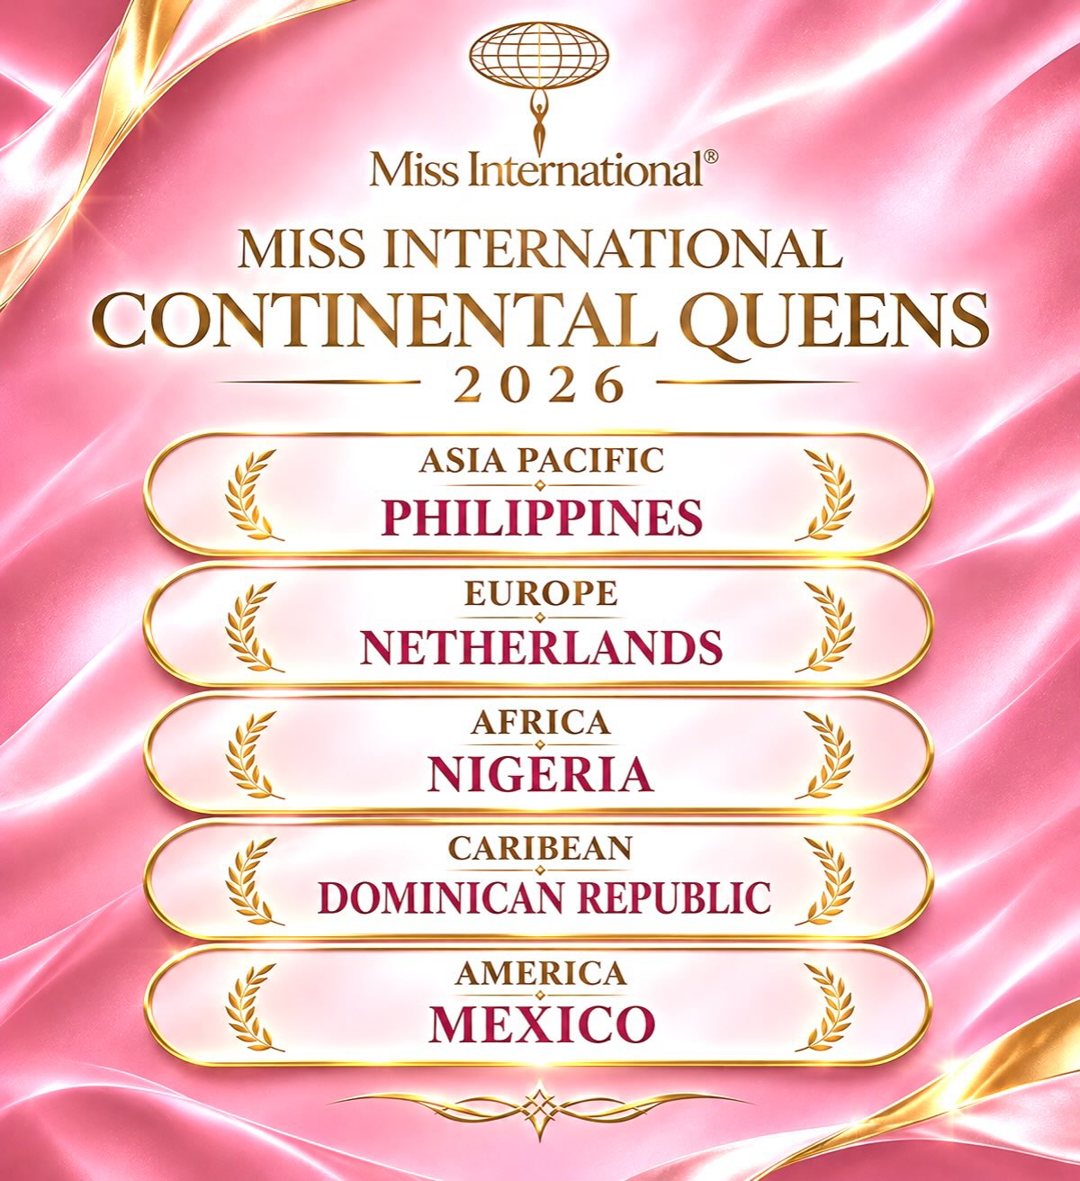 Miss International®
MISS INTERNATIONAL
CONTINENTAL QUEENS
2026
ASIA PACIFIC
PHILIPPINES
EUROPE
NETHERLANDS
AFRICA
NIGERIA
CARIBEAN
DOMINICAN REPUBLIC
AMERICA
MEXICO